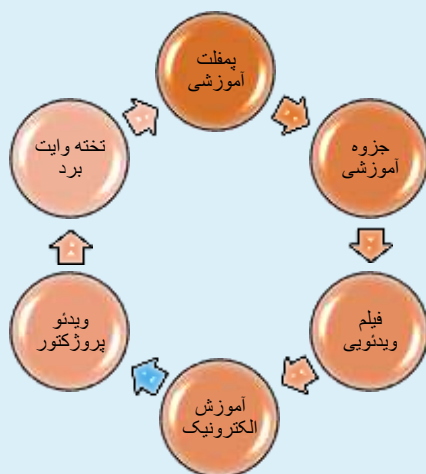 پمفلت
آموزشی
جزوه
آموزشی
فیلم
ویدئویی
آموزش
الکترونیک
ویدئو
پروژکتور
تخته وایت
برد